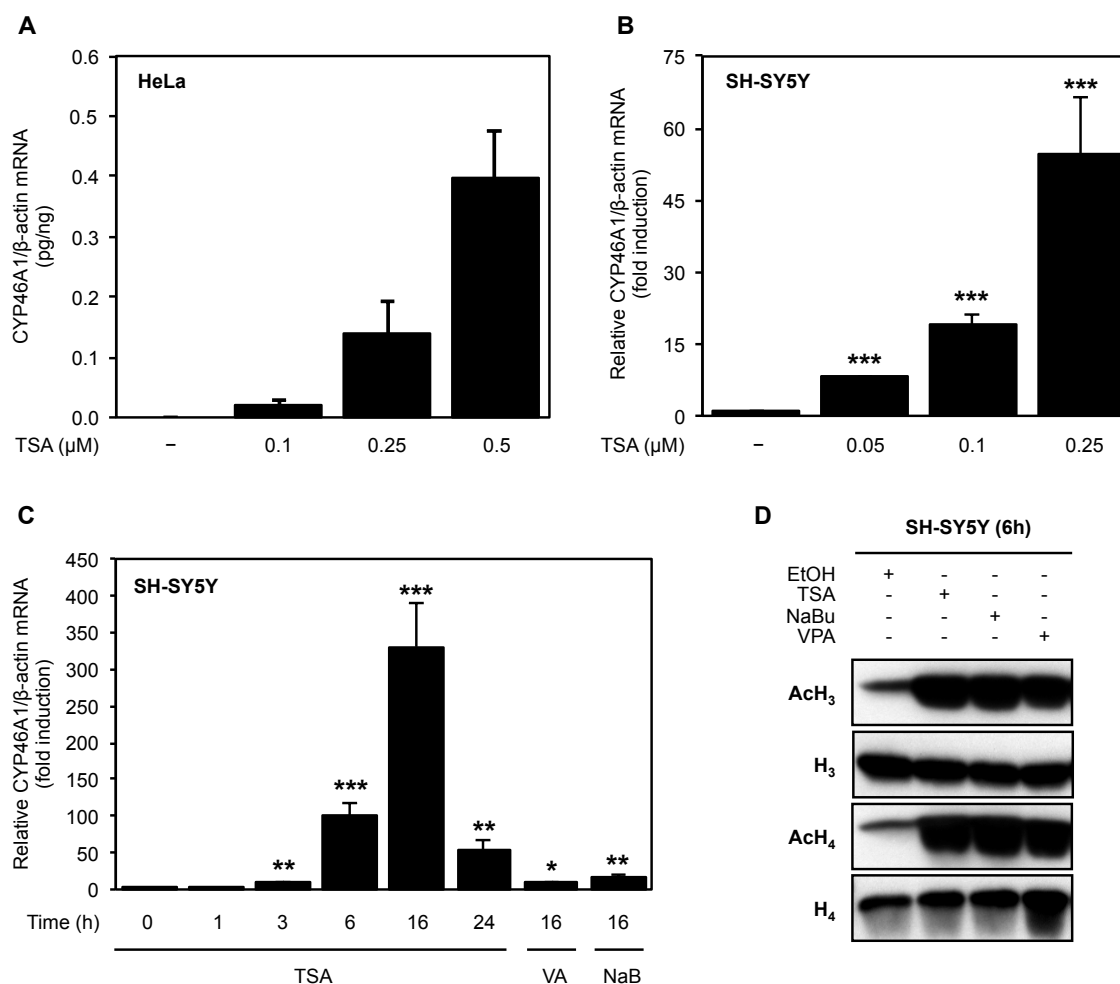 A
HeLa
CYP46A1/β-actin mRNA
(pg/ng)
0.6
0.5
0.4
0.3
0.2
0.1
0.0
TSA (μM) – 0.1 0.25 0.5
B
SH-SY5Y
Relative CYP46A1/β-actin mRNA
(fold induction)
75
60
45
30
15
0
***
***
***
TSA (μM) – 0.05 0.1 0.25
C
SH-SY5Y
Relative CYP46A1/β-actin mRNA
(fold induction)
450
400
350
300
250
200
150
100
50
0
**
***
***
**
*
**
Time (h) 0 1 3 6 16 24 16 16
TSA VA NaB
D
SH-SY5Y (6h)
EtOH + - - -
TSA - + - -
NaBu - - + -
VPA - - - +
AcH3
H3
AcH4
H4